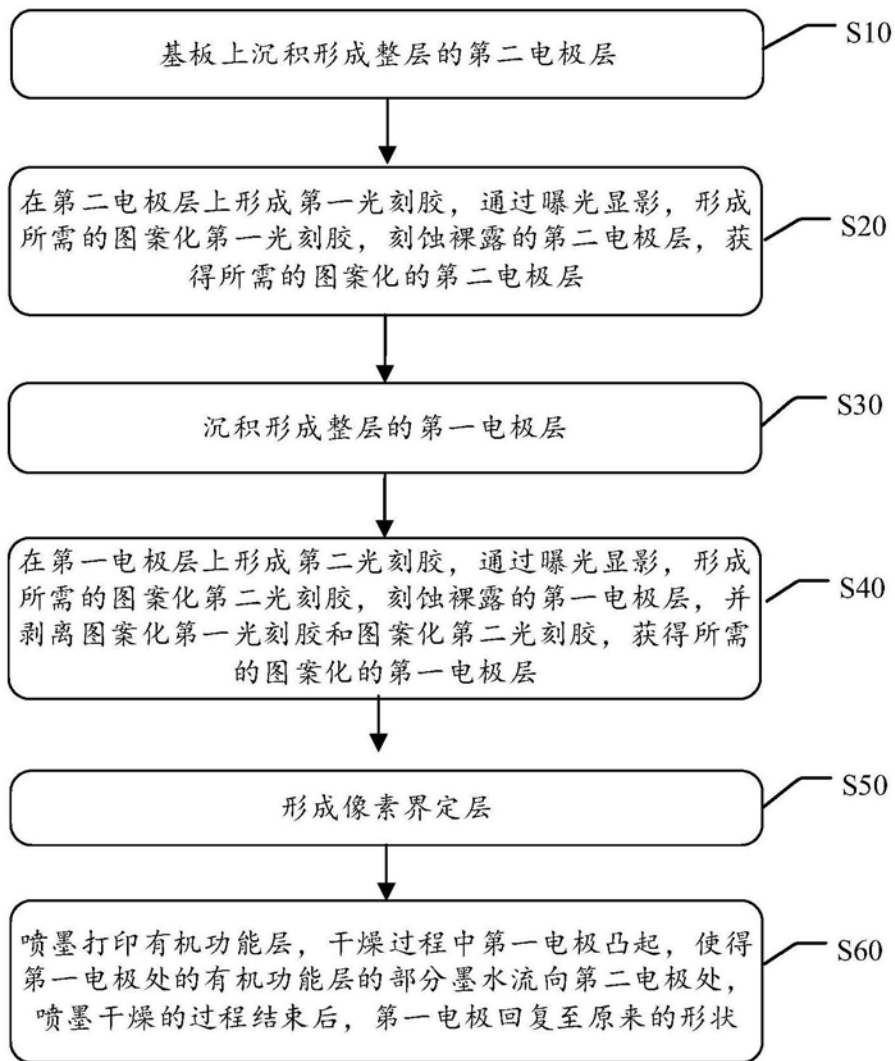 基板上沉积形成整层的第二电极层
S10
在第二电极层上形成第一光刻胶，通过曝光显影，形成
所需的图案化第一光刻胶，刻蚀裸露的第二电极层，获
得所需的图案化的第二电极层
S20
沉积形成整层的第一电极层
S30
在第一电极层上形成第二光刻胶，通过曝光显影，形成
所需的图案化第二光刻胶，刻蚀裸露的第一电极层，并
剥离图案化第一光刻胶和图案化第二光刻胶，获得所需
的图案化的第一电极层
S40
形成像素界定层
S50
喷墨打印有机功能层，干燥过程中第一电极凸起，使得
第一电极处的有机功能层的部分墨水流向第二电极处，
喷墨干燥的过程结束后，第一电极回复至原来的形状
S60